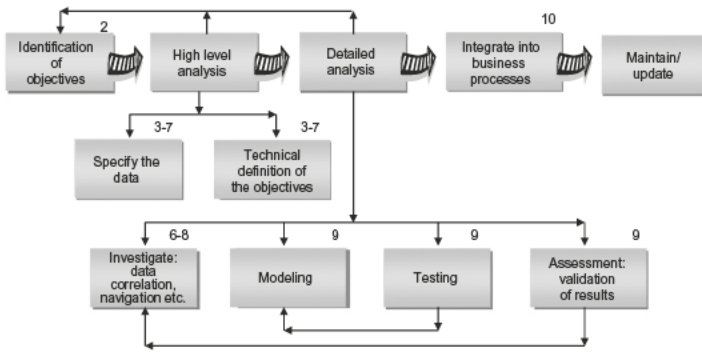 2
10
Identification
of
objectives
High level
analysis
Detailed
analysis
Integrate into
business
processes
Maintain/
update
3-7
3-7
Specify the
data
Technical
definition of
the objectives
6-8
9
9
9
Investigate:
data
correlation,
navigation etc.
Modeling
Testing
Assessment:
validation
of results